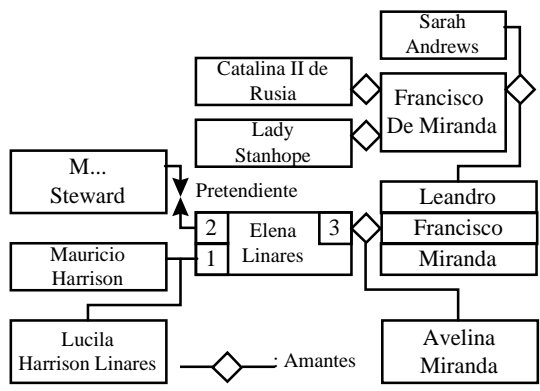 Sarah
Andrews
Catalina II de
Rusia
Francisco
De Miranda
Lady
Stanhope
M...
Steward
Pretendiente
Leandro
Francisco
Miranda
2
1
Elena
Linares
3
Mauricio
Harrison
Lucila
Harrison Linares
: Amantes
Avelina
Miranda